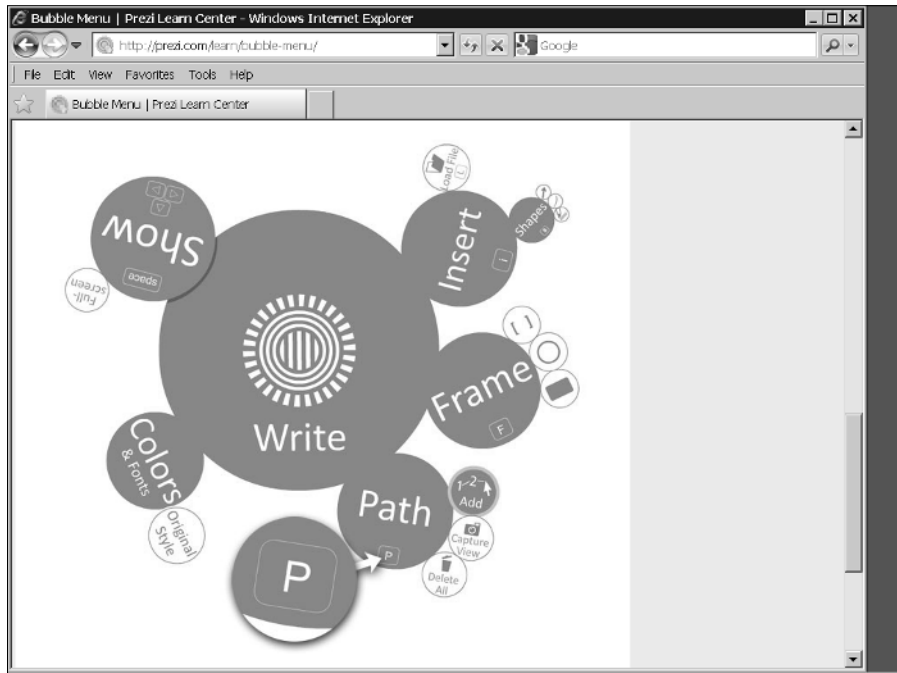 Bubble Menu | Prezi Learn Center - Windows Internet Explorer
http://prezi.com/learn/bubble-menu/
Google
File Edit View Favorites Tools Help
Bubble Menu | Prezi Learn Center
Load File
L
Show
space
Full-
screen
Insert
I
Shapes
[ ]
Frame
F
Write
Colors
& Fonts
Original
Style
Path
P
1 2
Add
Capture
View
Delete
All
P